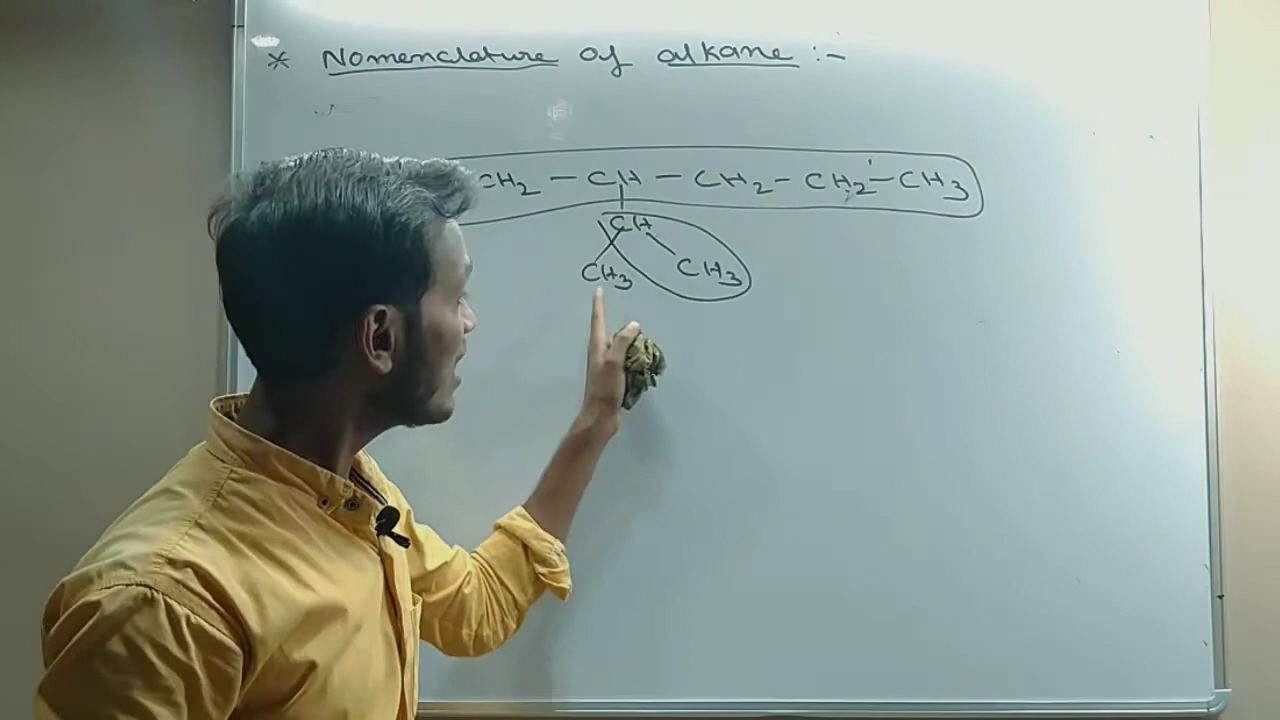 * Nomenclature of alkane :-
CH2 - CH - CH2 - CH2 - CH3
CH
CH3 CH3